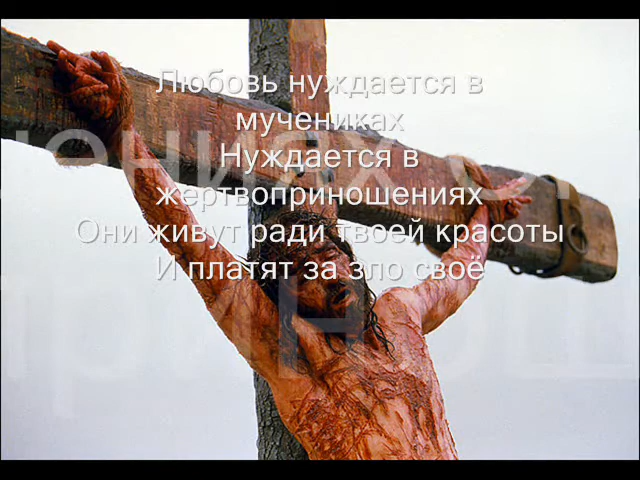 Любовь нуждается в
мучениках
Нуждается в
жертвоприношениях
Они живут ради твоей красоты
И платят за зло своё